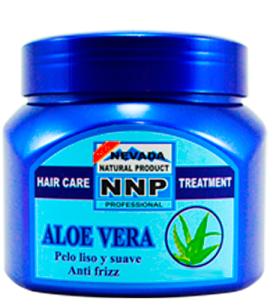 NEVADA
NATURAL PRODUCT
HAIR CARE NNP TREATMENT
PROFESSIONAL
ALOE VERA
Pelo liso y suave
Anti frizz